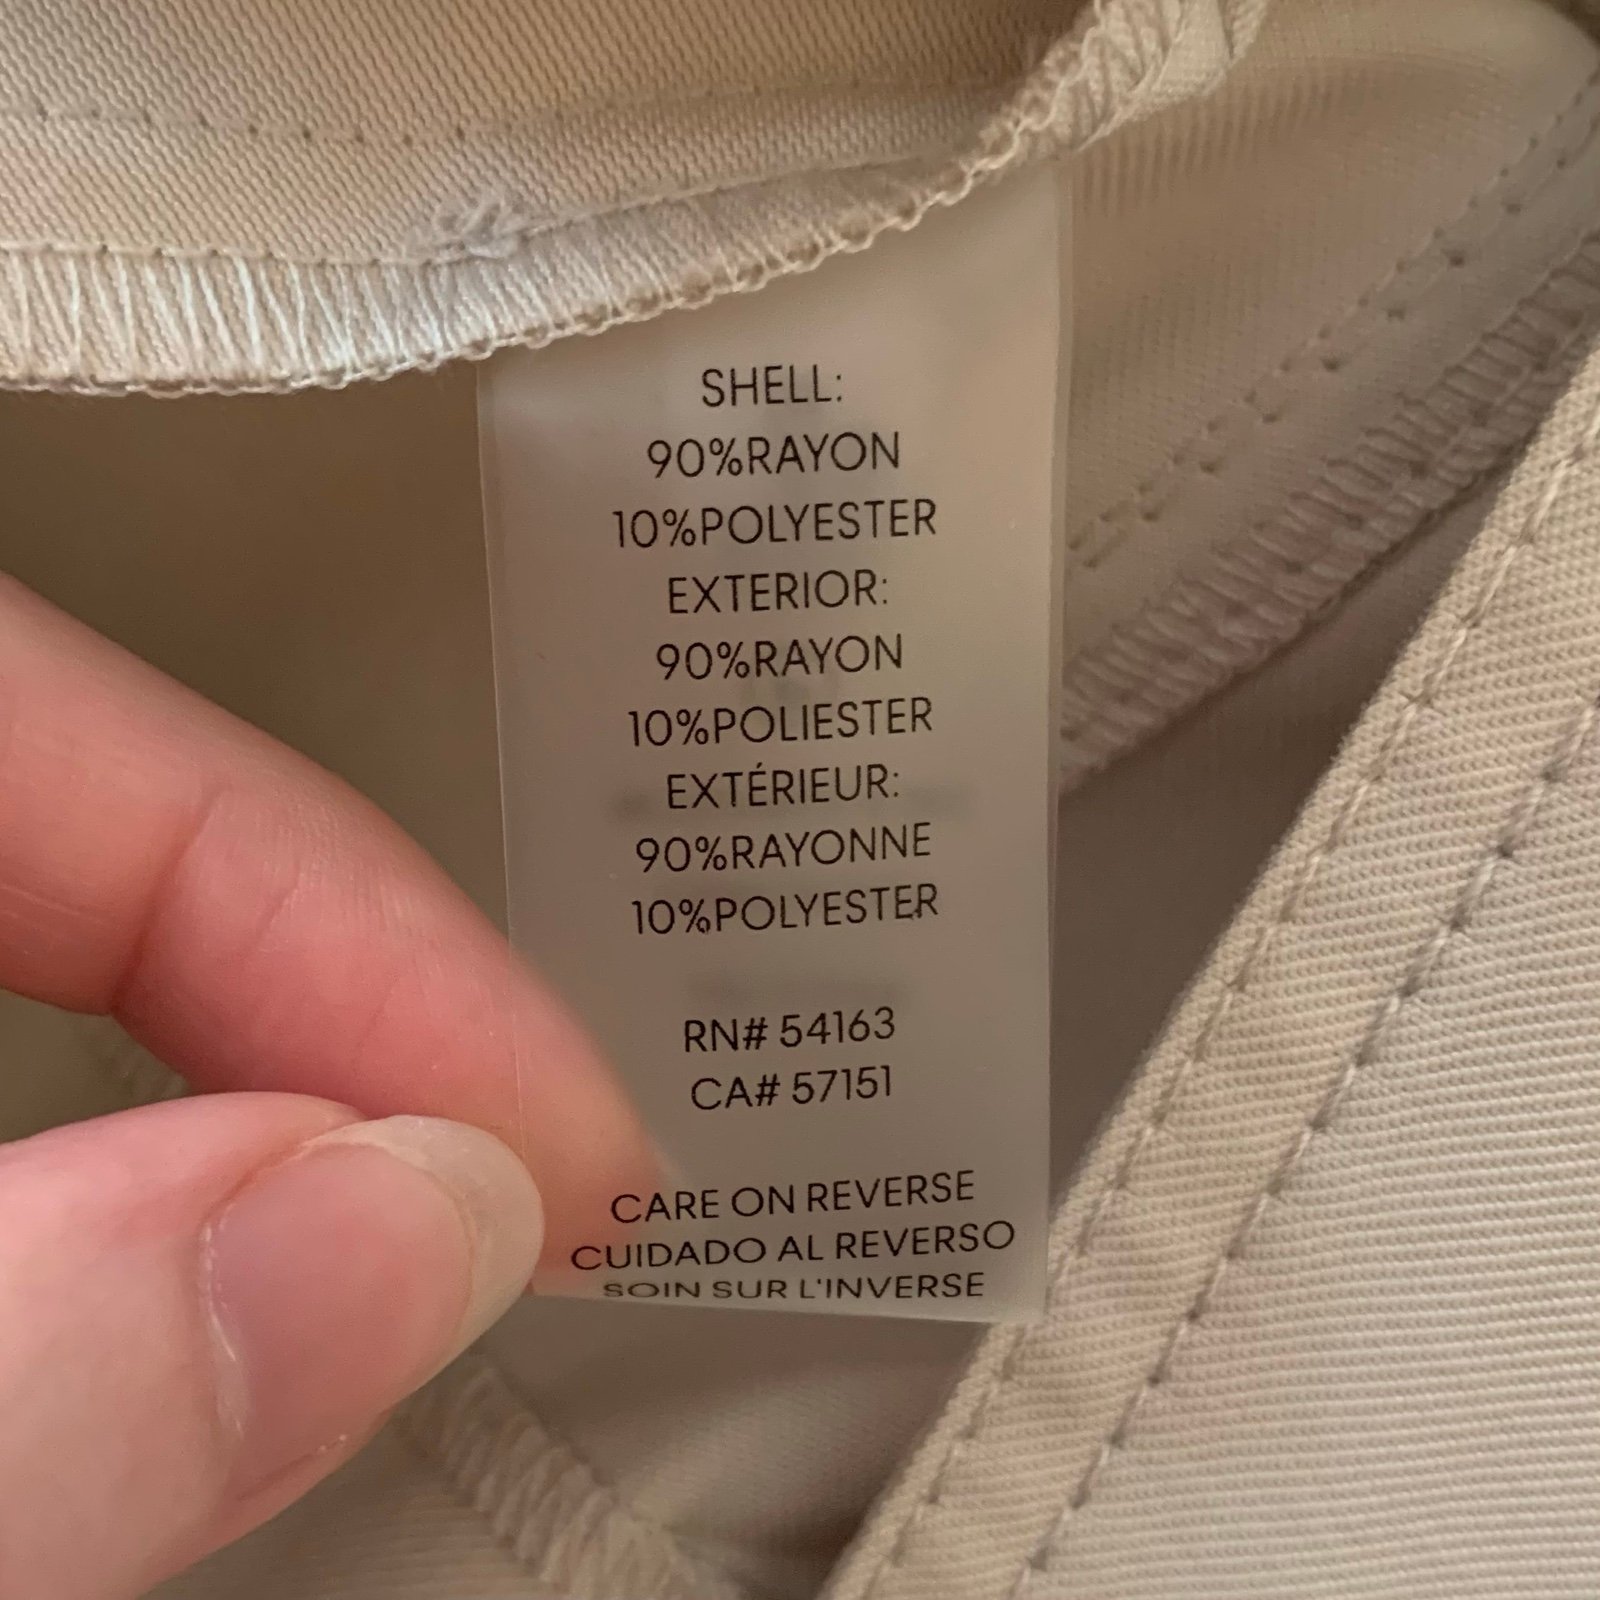 SHELL:
90%RAYON
10%POLYESTER
EXTERIOR:
90%RAYON
10%POLIESTER
EXTÉRIEUR:
90%RAYONNE
10%POLYESTER
RN# 54163
CA# 57151
CARE ON REVERSE
CUIDADO AL REVERSO
SOIN SUR L'INVERSE